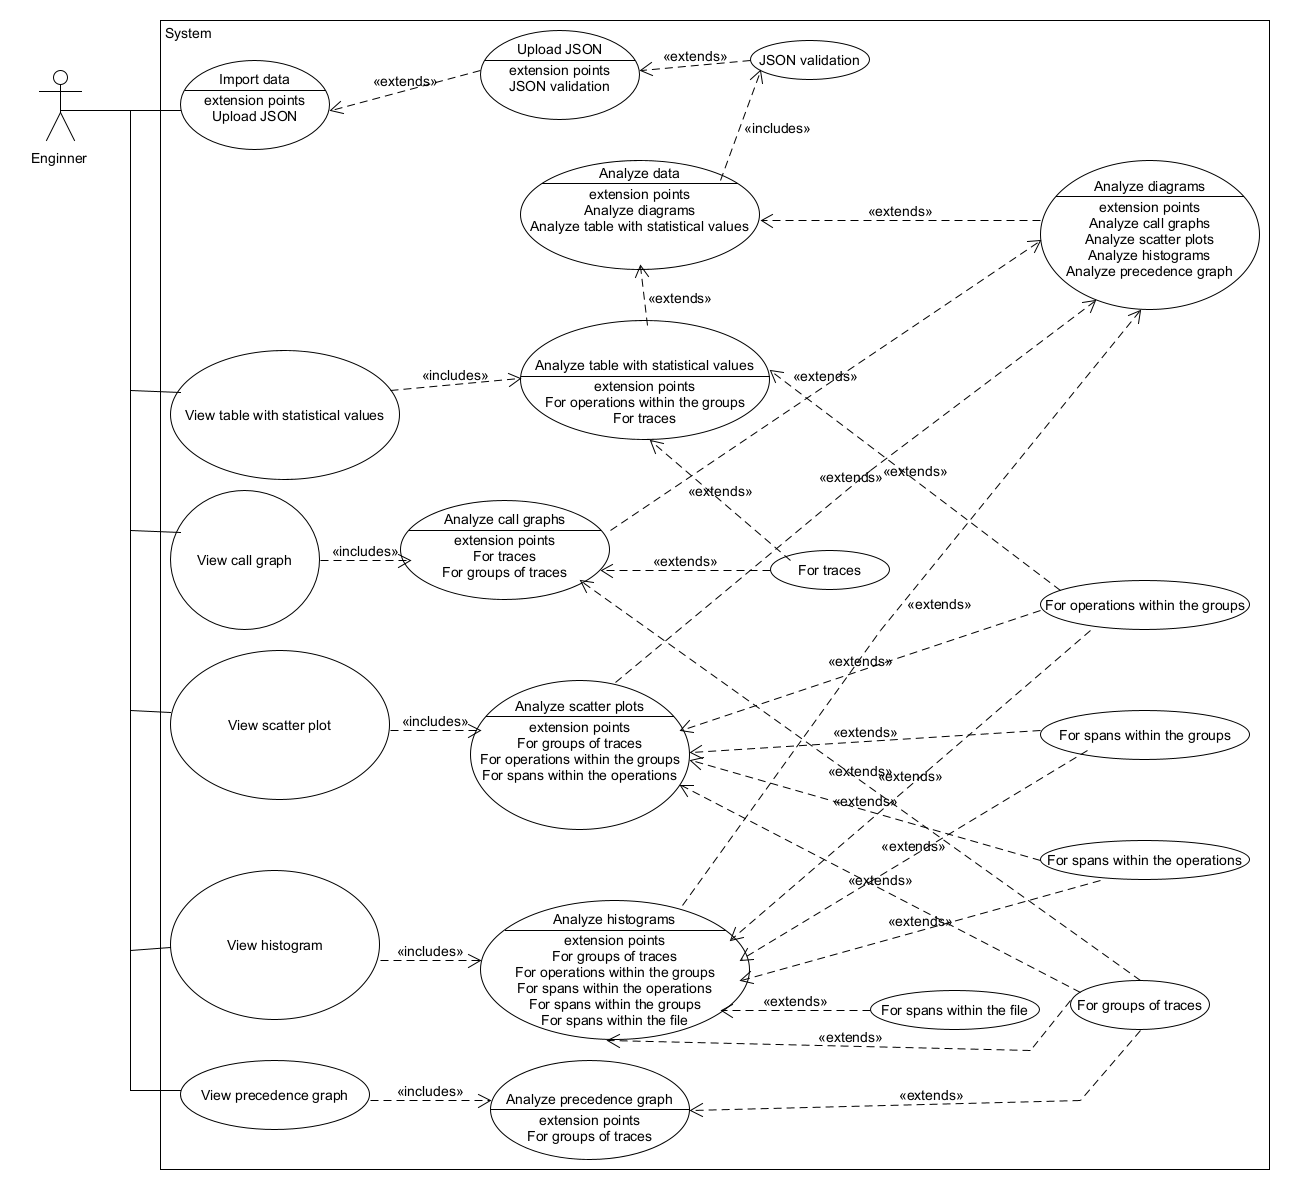 System
Enginner
Import data
extension points
Upload JSON
«extends»
Upload JSON
extension points
JSON validation
«extends»
JSON validation
«includes»
Analyze data
extension points
Analyze diagrams
Analyze table with statistical values
«extends»
Analyze diagrams
extension points
Analyze call graphs
Analyze scatter plots
Analyze histograms
Analyze precedence graph
«extends»
View table with statistical values
«includes»
Analyze table with statistical values
extension points
For operations within the groups
For traces
«extends»
«extends»
«extends»
«extends»
View call graph
«includes»
Analyze call graphs
extension points
For traces
For groups of traces
«extends»
For traces
«extends»
For operations within the groups
«extends»
View scatter plot
«includes»
Analyze scatter plots
extension points
For groups of traces
For operations within the groups
For spans within the operations
«extends»
For spans within the groups
«extends»
«extends»
«extends»
«extends»
For spans within the operations
«extends»
«extends»
View histogram
«includes»
Analyze histograms
extension points
For groups of traces
For operations within the groups
For spans within the operations
For spans within the groups
For spans within the file
«extends»
For spans within the file
For groups of traces
«extends»
View precedence graph
«includes»
Analyze precedence graph
extension points
For groups of traces
«extends»